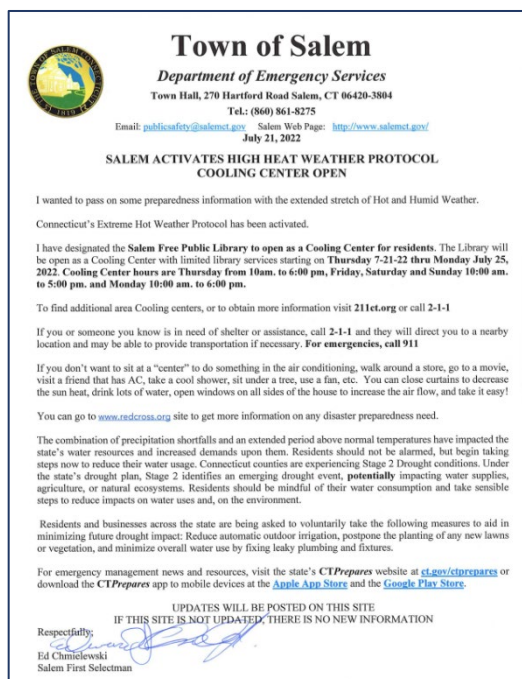 Town of Salem
Department of Emergency Services
Town Hall, 270 Hartford Road Salem, CT 06420-3804
Tel.: (860) 861-8275
Email: publicsafety@salemct.gov Salem Web Page: http://www.salemct.gov/
July 21, 2022
SALEM ACTIVATES HIGH HEAT WEATHER PROTOCOL
COOLING CENTER OPEN
I wanted to pass on some preparedness information with the extended stretch of Hot and Humid Weather.
Connecticut's Extreme Hot Weather Protocol has been activated.
I have designated the Salem Free Public Library to open as a Cooling Center for residents. The Library will
be open as a Cooling Center with limited library services starting on Thursday 7-21-22 thru Monday July 25,
2022. Cooling Center hours are Thursday from 10am. to 6:00 pm, Friday, Saturday and Sunday 10:00 am.
to 5:00 pm. and Monday 10:00 am. to 6:00 pm.
To find additional area Cooling centers, or to obtain more information visit 211ct.org or call 2-1-1
If you or someone you know is in need of shelter or assistance, call 2-1-1 and they will direct you to a nearby
location and may be able to provide transportation if necessary. For emergencies, call 911
If you don't want to sit at a "center" to do something in the air conditioning, walk around a store, go to a movie,
visit a friend that has AC, take a cool shower, sit under a tree, use a fan, etc. You can close curtains to decrease
the sun heat, drink lots of water, open windows on all sides of the house to increase the air flow, and take it easy!
You can go to www.redcross.org site to get more information on any disaster preparedness need.
The combination of precipitation shortfalls and an extended period above normal temperatures have impacted the
state's water resources and increased demands upon them. Residents should not be alarmed, but begin taking
steps now to reduce their water usage. Connecticut counties are experiencing Stage 2 Drought conditions. Under
the state's drought plan, Stage 2 identifies an emerging drought event, potentially impacting water supplies,
agriculture, or natural ecosystems. Residents should be mindful of their water consumption and take sensible
steps to reduce impacts on water uses and, on the environment.
Residents and businesses across the state are being asked to voluntarily take the following measures to aid in
minimizing future drought impact: Reduce automatic outdoor irrigation, postpone the planting of any new lawns
or vegetation, and minimize overall water use by fixing leaky plumbing and fixtures.
For emergency management news and resources, visit the state's CTPrepares website at ct.gov/ctprepares or
download the CTPrepares app to mobile devices at the Apple App Store and the Google Play Store.
UPDATES WILL BE POSTED ON THIS SITE
IF THIS SITE IS NOT UPDATED, THERE IS NO NEW INFORMATION
Respectfully,
Ed Chmielewski
Salem First Selectman